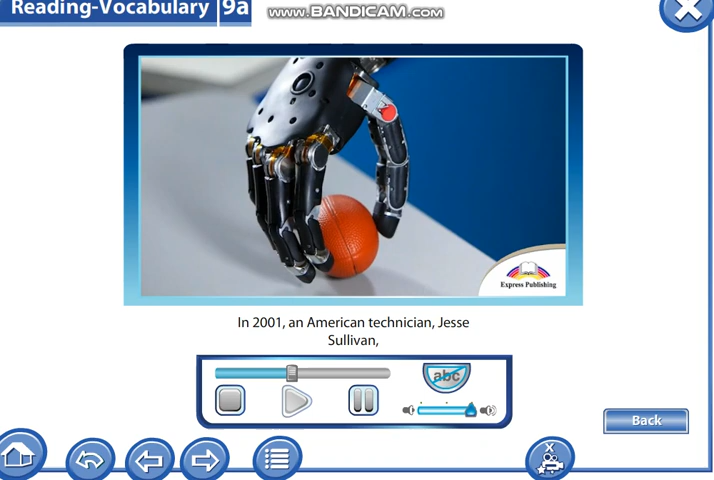 Reading-Vocabulary 9a
www.BANDICAM.com
Express Publishing
In 2001, an American technician, Jesse
Sullivan,
abc
Back
X